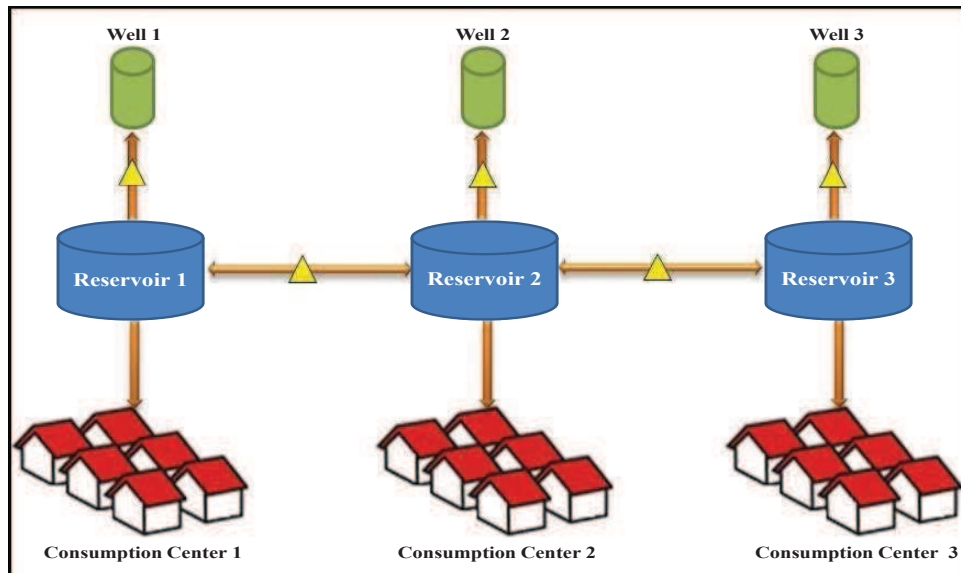 Well 1
Well 2
Well 3
Reservoir 1
Reservoir 2
Reservoir 3
Consumption Center 1
Consumption Center 2
Consumption Center 3